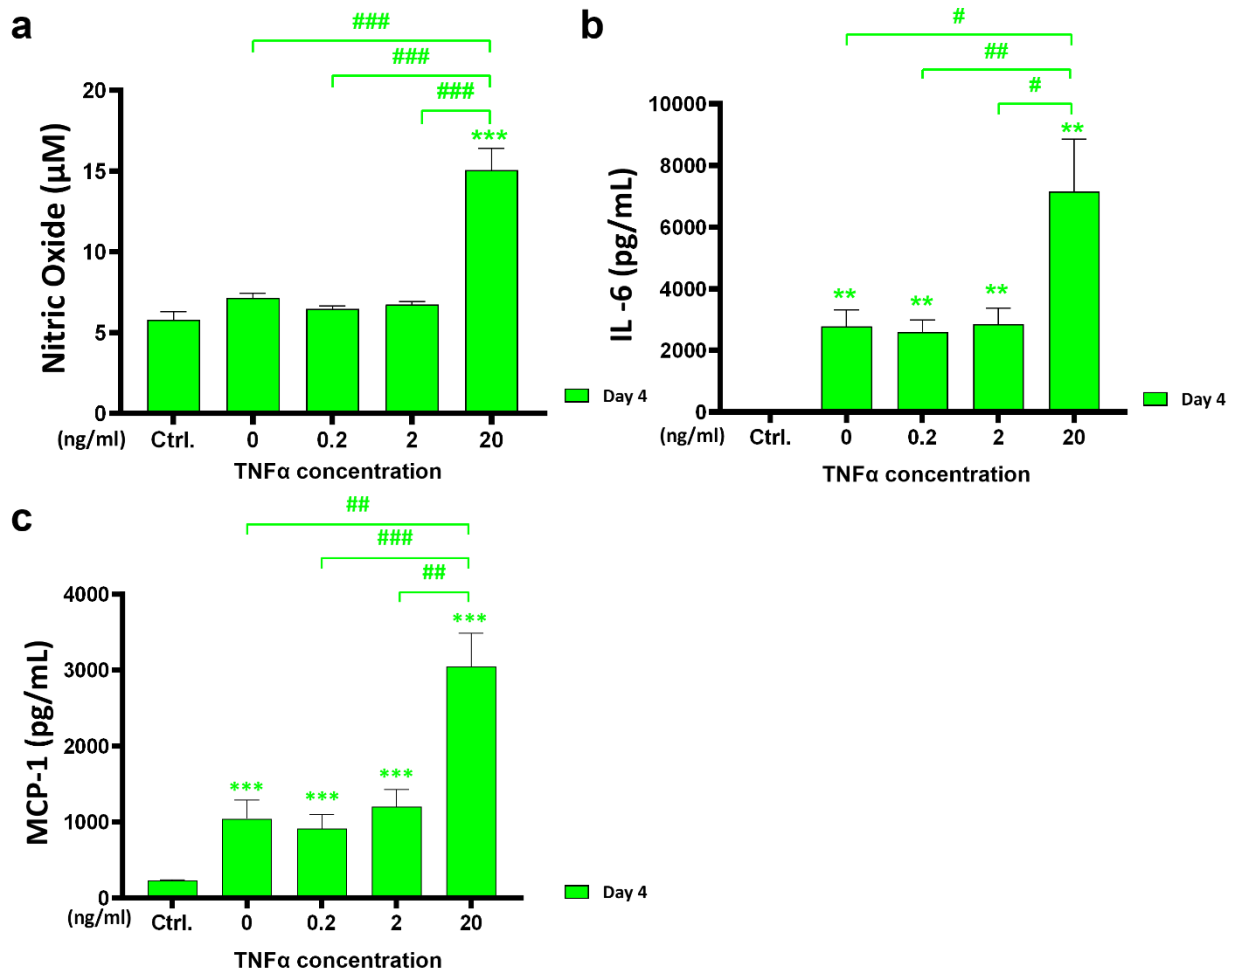 a
###
###
###
***
20
15
10
5
0
Nitric Oxide (µM)
(ng/ml) Ctrl. 0 0.2 2 20
TNFα concentration
Day 4
b
#
##
#
**
** ** **
10000
8000
6000
4000
2000
0
IL -6 (pg/mL)
(ng/ml) Ctrl. 0 0.2 2 20
TNFα concentration
Day 4
c
##
###
##
***
*** *** ***
4000
3000
2000
1000
0
MCP-1 (pg/mL)
(ng/ml) Ctrl. 0 0.2 2 20
TNFα concentration
Day 4